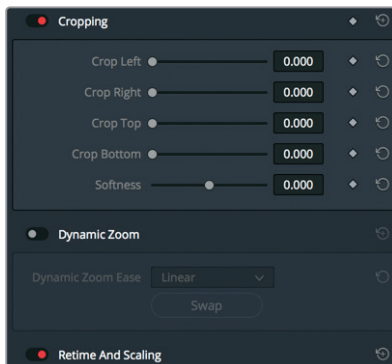 Cropping
Crop Left 0.000
Crop Right 0.000
Crop Top 0.000
Crop Bottom 0.000
Softness 0.000
Dynamic Zoom
Dynamic Zoom Ease Linear
Swap
Retime And Scaling